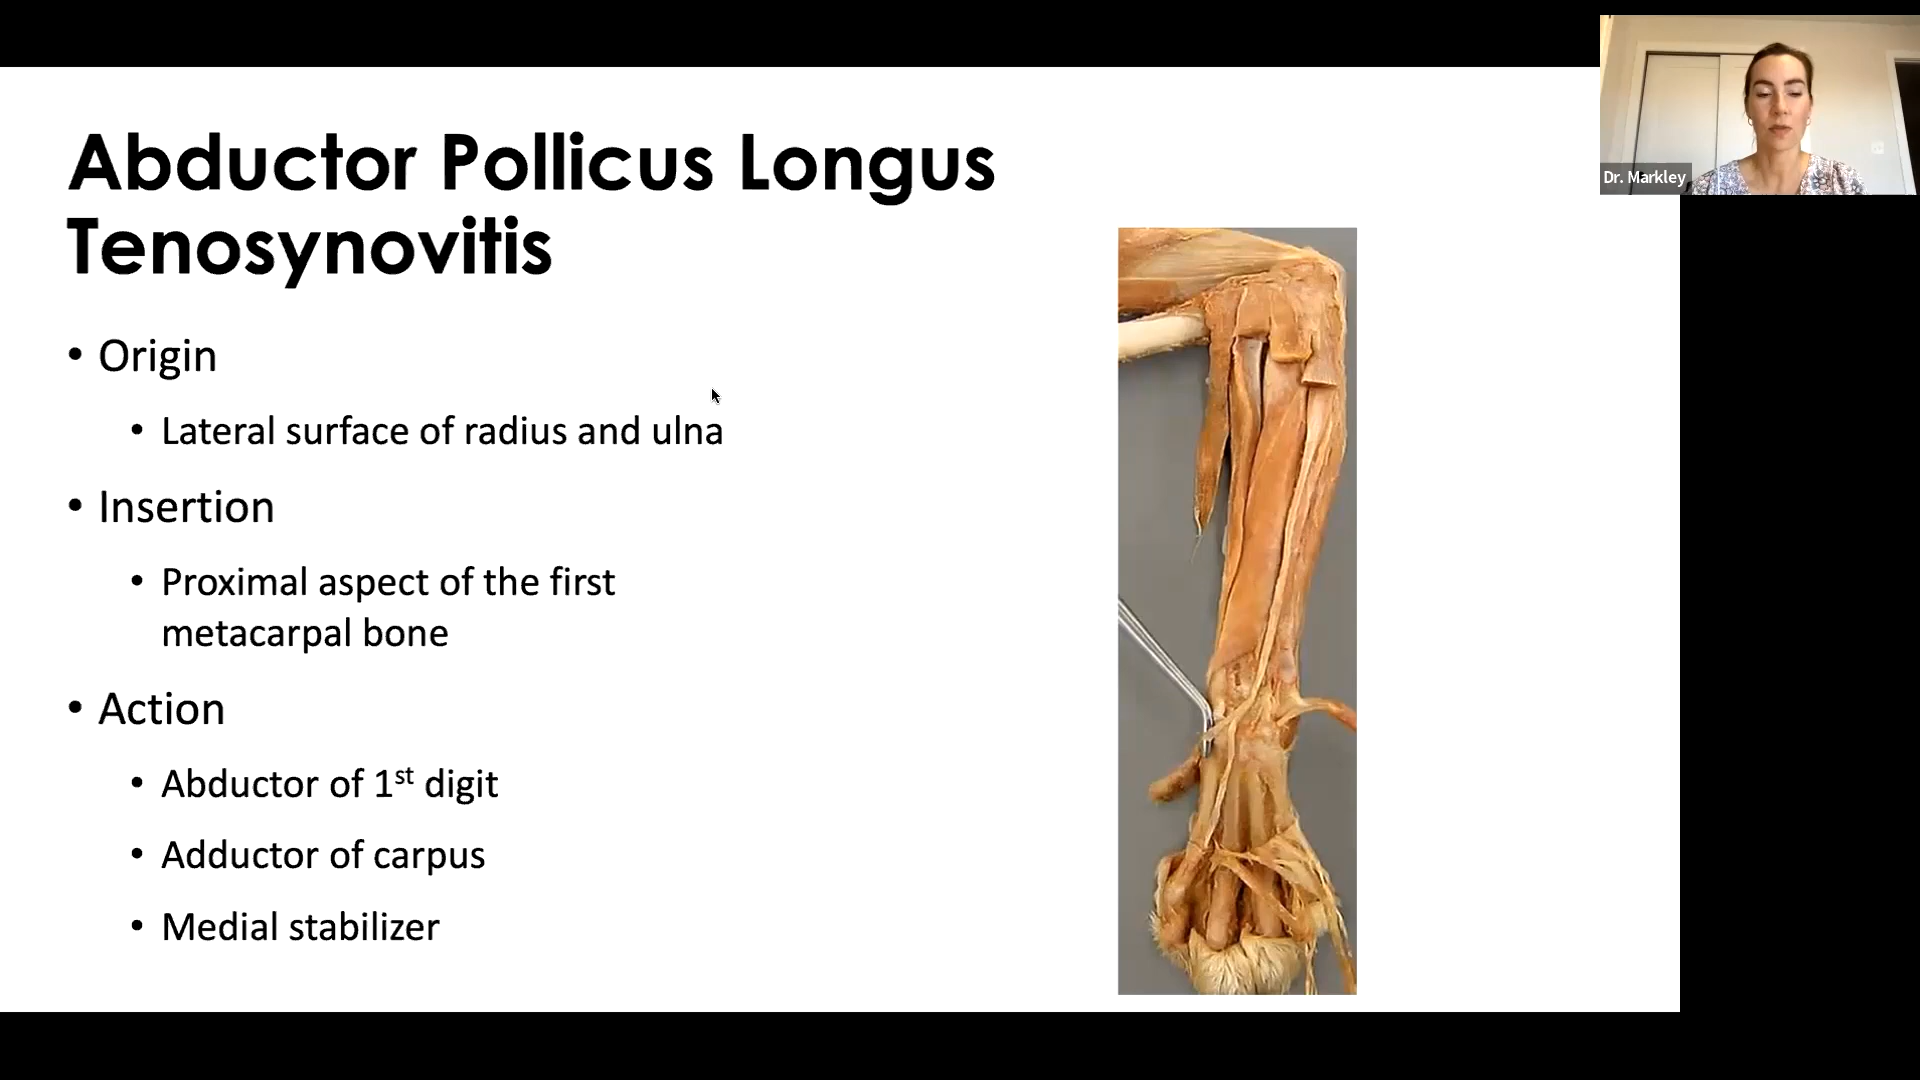 Abductor Pollicus Longus
Tenosynovitis
• Origin
• Lateral surface of radius and ulna
• Insertion
• Proximal aspect of the first
metacarpal bone
• Action
• Abductor of 1st digit
• Adductor of carpus
• Medial stabilizer
Dr. Markley